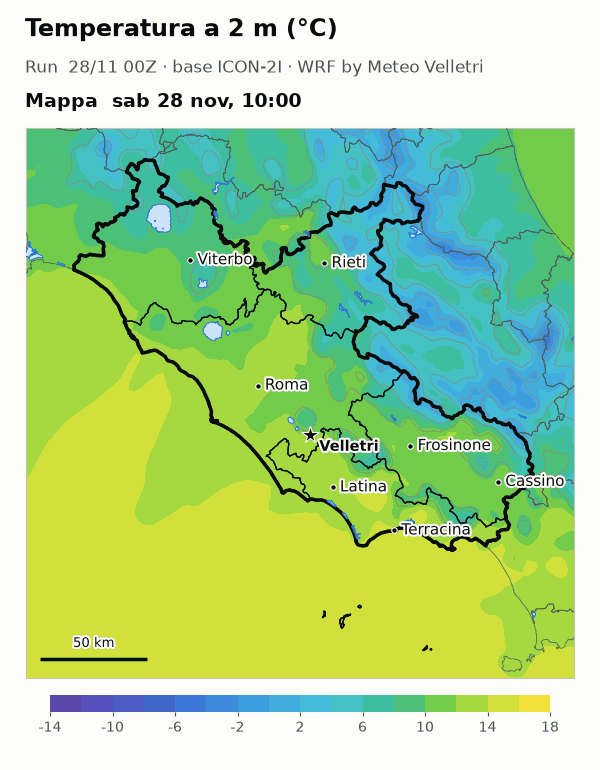 Temperatura a 2 m (°C)
Run  28/11 00Z · base ICON-2I · WRF by Meteo Velletri
Mappa  sab 28 nov, 10:00
Viterbo
Rieti
Roma
Velletri
Frosinone
Cassino
Latina
Terracina
50 km
-14 -10 -6 -2 2 6 10 14 18